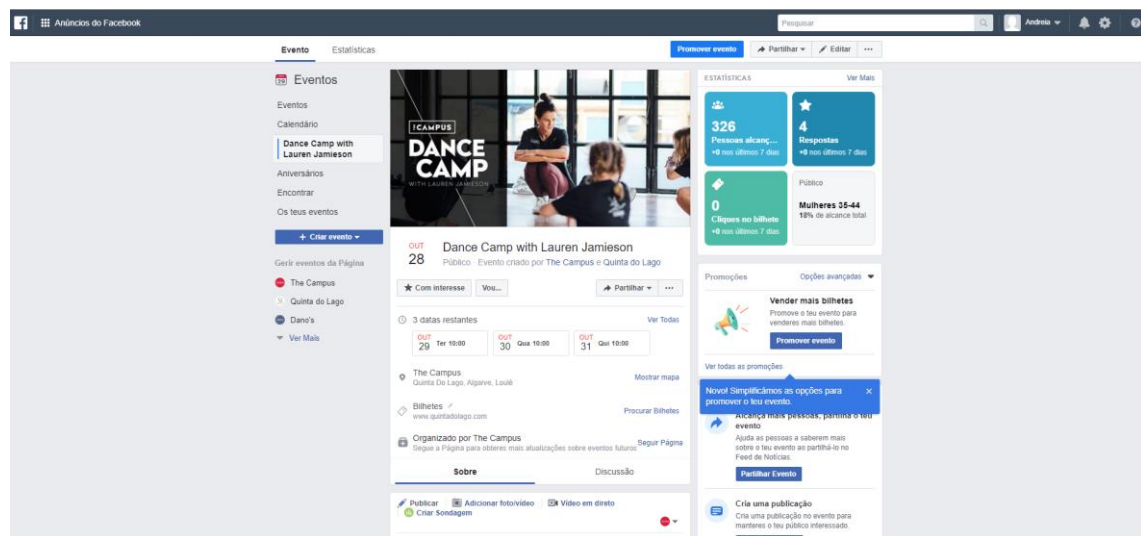 Anúncios do Facebook
Pesquisar
Andreia
Evento Estatísticas
Promover evento
Partilhar
Editar
Eventos
Eventos
Calendário
Dance Camp with
Lauren Jamieson
Aniversários
Encontrar
Os teus eventos
+ Criar evento
Gerir eventos da Página
The Campus
Quinta do Lago
Dano's
Ver Mais
!CAMPUS
DANCE
CAMP
WITH LAUREN JAMIESON
OUT
28
Dance Camp with Lauren Jamieson
Público · Evento criado por The Campus e Quinta do Lago
Com interesse
Vou...
Partilhar
3 datas restantes
Ver Todas
OUT
29 Ter 10:00
OUT
30 Qua 10:00
OUT
31 Qui 10:00
The Campus
Quinta Do Lago, Algarve, Loulé
Mostrar mapa
Bilhetes
www.quintadolago.com
Procurar Bilhetes
Organizado por The Campus
Segue a Página para obteres mais atualizações sobre eventos futuros
Seguir Página
Sobre
Discussão
Publicar
Adicionar foto/vídeo
Vídeo em direto
Criar Sondagem
ESTATÍSTICAS
Ver Mais
326
Pessoas alcanç...
+0 nos últimos 7 dias
4
Respostas
+0 nos últimos 7 dias
0
Cliques no bilhete
+0 nos últimos 7 dias
Público
Mulheres 35-44
18% de alcance total
Promoções
Opções avançadas
Vender mais bilhetes
Promove o teu evento para
venderes mais bilhetes.
Promover evento
Ver todas as promoções
Novo! Simplificámos as opções para
promover o teu evento.
Alcança mais pessoas, partilha o teu
evento
Ajuda as pessoas a saberem mais
sobre o teu evento ao partilhá-lo no
Feed de Notícias.
Partilhar Evento
Cria uma publicação
Cria uma publicação no evento para
manteres o teu público interessado.